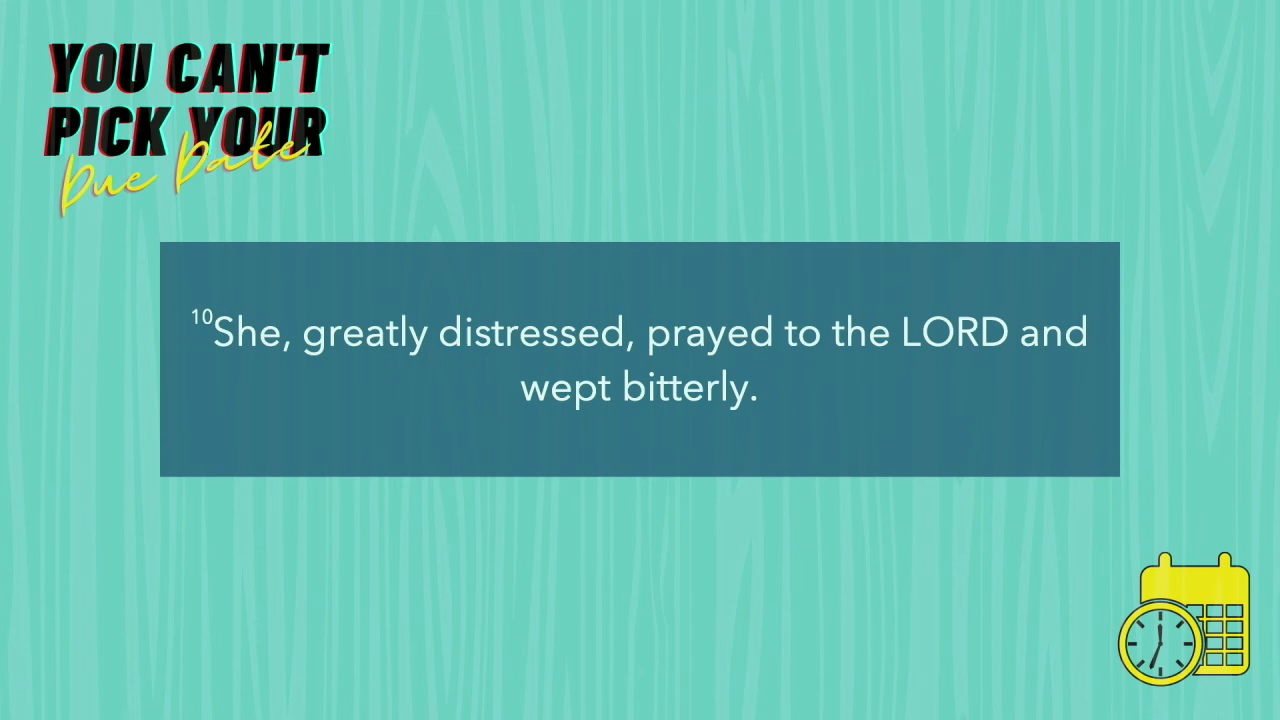 YOU CAN'T
PICK YOUR
Due Date
¹⁰She, greatly distressed, prayed to the LORD and
wept bitterly.